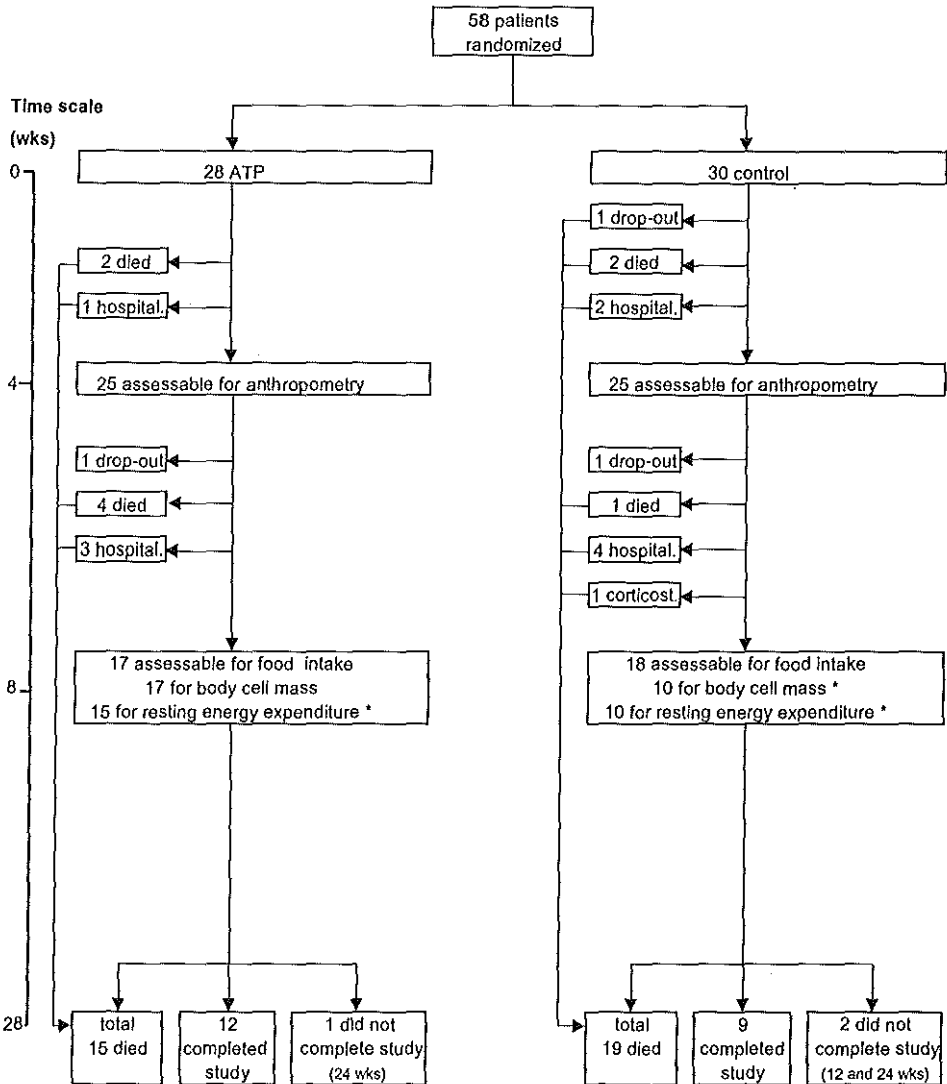 58 patients
randomized
Time scale
(wks)
0
28 ATP
30 control
1 drop-out
2 died
2 died
1 hospital.
2 hospital.
4
25 assessable for anthropometry
25 assessable for anthropometry
1 drop-out
1 drop-out
4 died
1 died
3 hospital.
4 hospital.
1 corticost.
8
17 assessable for food intake
17 for body cell mass
15 for resting energy expenditure *
18 assessable for food intake
10 for body cell mass *
10 for resting energy expenditure *
28
total
15 died
12
completed
study
1 did not
complete study
(24 wks)
total
19 died
9
completed
study
2 did not
complete study
(12 and 24 wks)